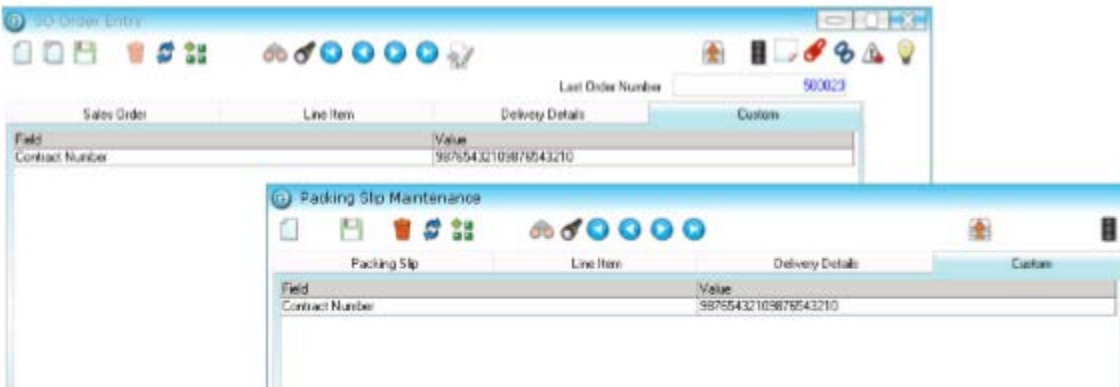 SO Order Entry
Last Order Number 500023
Sales Order Line Item Delivery Details Custom
Field Value
Contract Number 98765432109876543210
Packing Slip Maintenance
Packing Slip Line Item Delivery Details Custom
Field Value
Contract Number 98765432109876543210